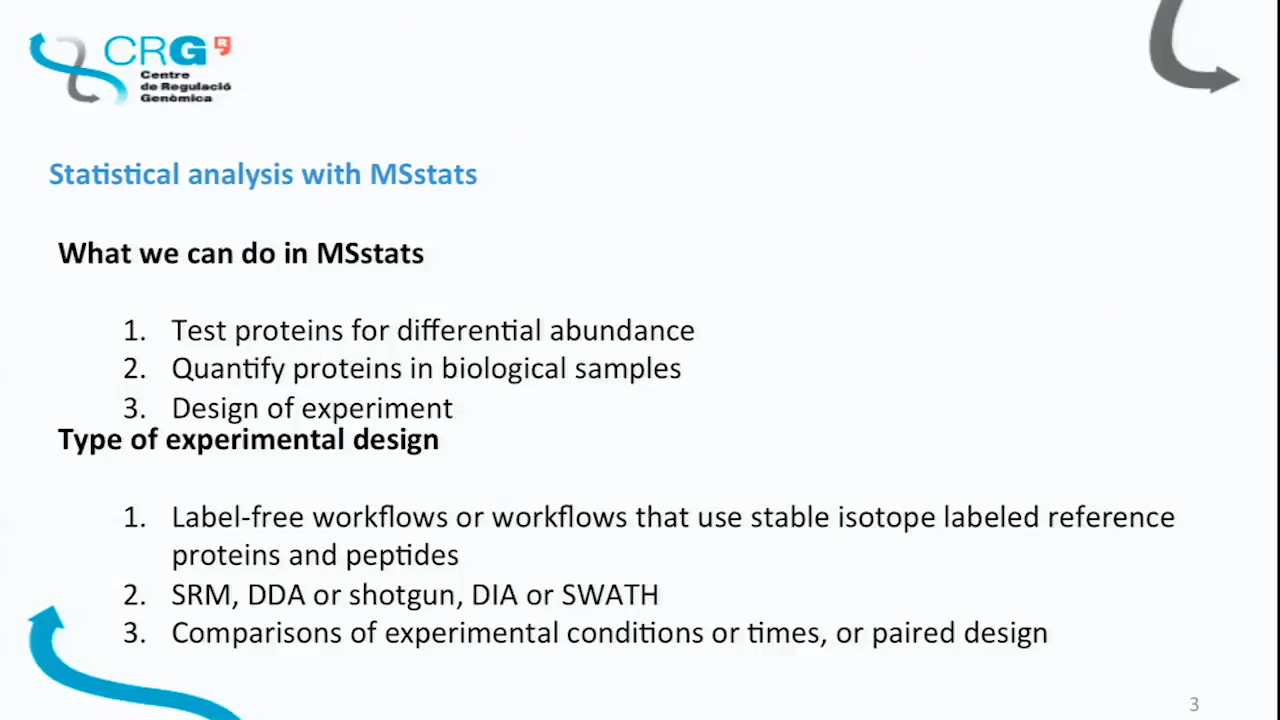 CRG
Centre
de Regulació
Genòmica
Statistical analysis with MSstats
What we can do in MSstats
1. Test proteins for differential abundance
2. Quantify proteins in biological samples
3. Design of experiment
Type of experimental design
1. Label-free workflows or workflows that use stable isotope labeled reference
proteins and peptides
2. SRM, DDA or shotgun, DIA or SWATH
3. Comparisons of experimental conditions or times, or paired design
3